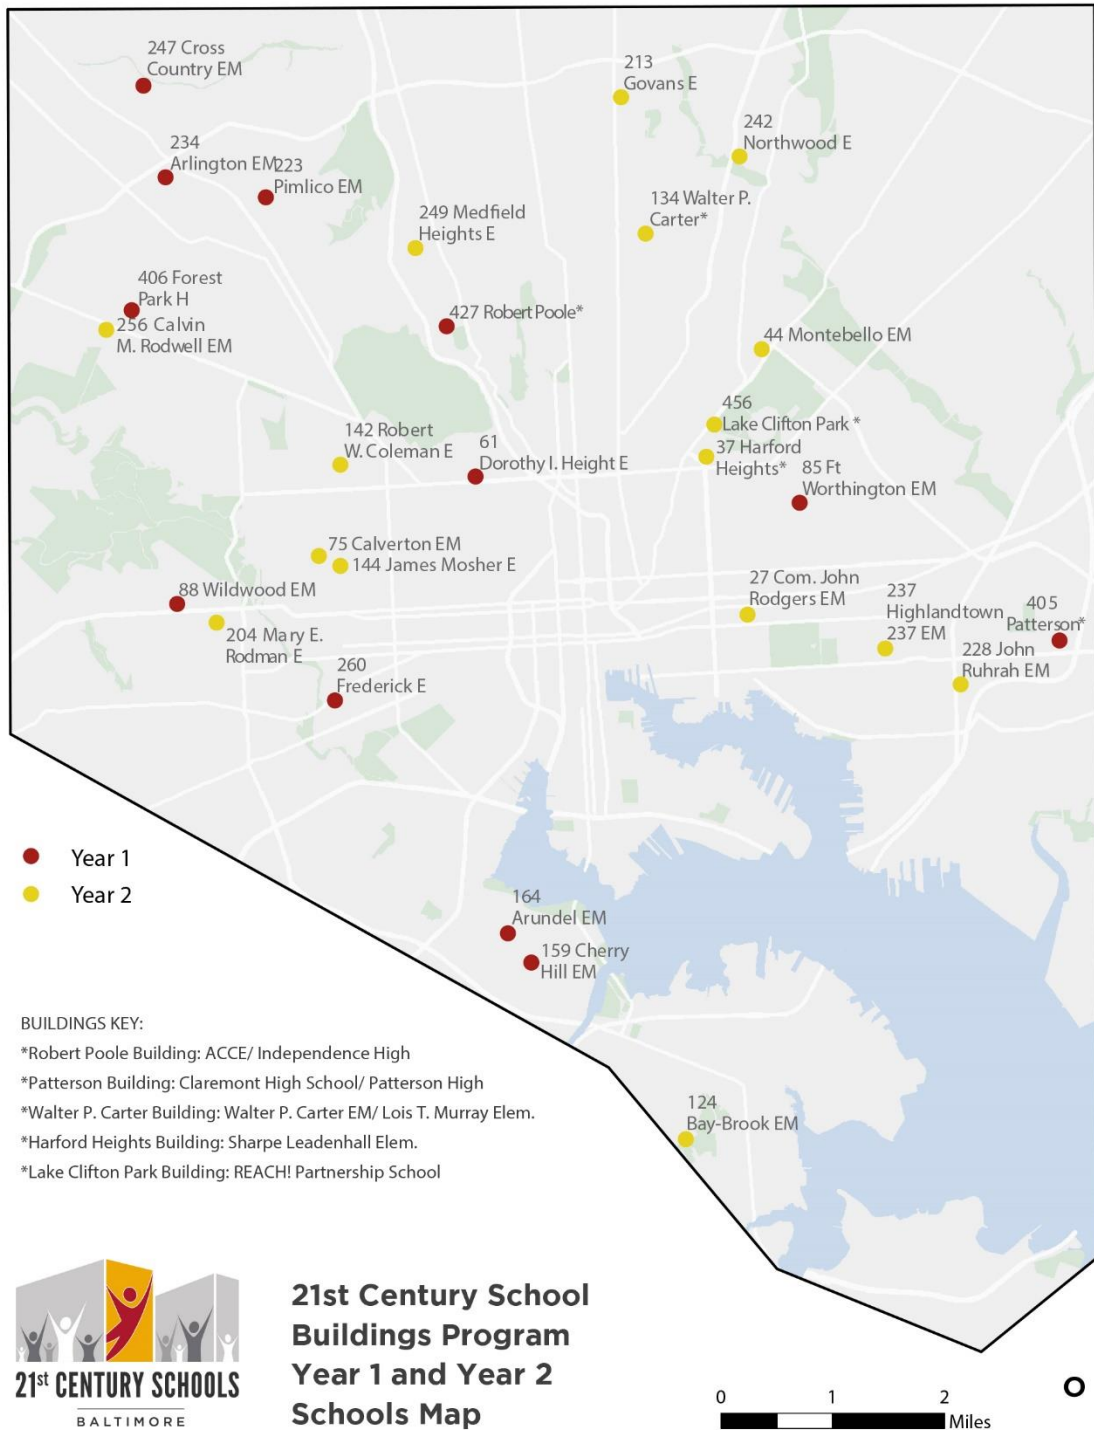 247 Cross
Country EM
213
Govans E
242
Northwood E
234
Arlington EM
223
Pimlico EM
134 Walter P.
Carter*
249 Medfield
Heights E
406 Forest
Park H
256 Calvin
M. Rodwell EM
427 Robert Poole*
44 Montebello EM
456
Lake Clifton Park *
142 Robert
W. Coleman E
61
Dorothy I. Height E
37 Harford
Heights*
85 Ft
Worthington EM
75 Calverton EM
144 James Mosher E
88 Wildwood EM
27 Com. John
Rodgers EM
237
Highlandtown
237 EM
405
Patterson*
204 Mary E.
Rodman E
228 John
Ruhrah EM
260
Frederick E
Year 1
Year 2
164
Arundel EM
159 Cherry
Hill EM
BUILDINGS KEY:
*Robert Poole Building: ACCE/ Independence High
*Patterson Building: Claremont High School/ Patterson High
*Walter P. Carter Building: Walter P. Carter EM/ Lois T. Murray Elem.
*Harford Heights Building: Sharpe Leadenhall Elem.
*Lake Clifton Park Building: REACH! Partnership School
124
Bay-Brook EM
21st CENTURY SCHOOLS
BALTIMORE
21st Century School
Buildings Program
Year 1 and Year 2
Schools Map
0 1 2
Miles